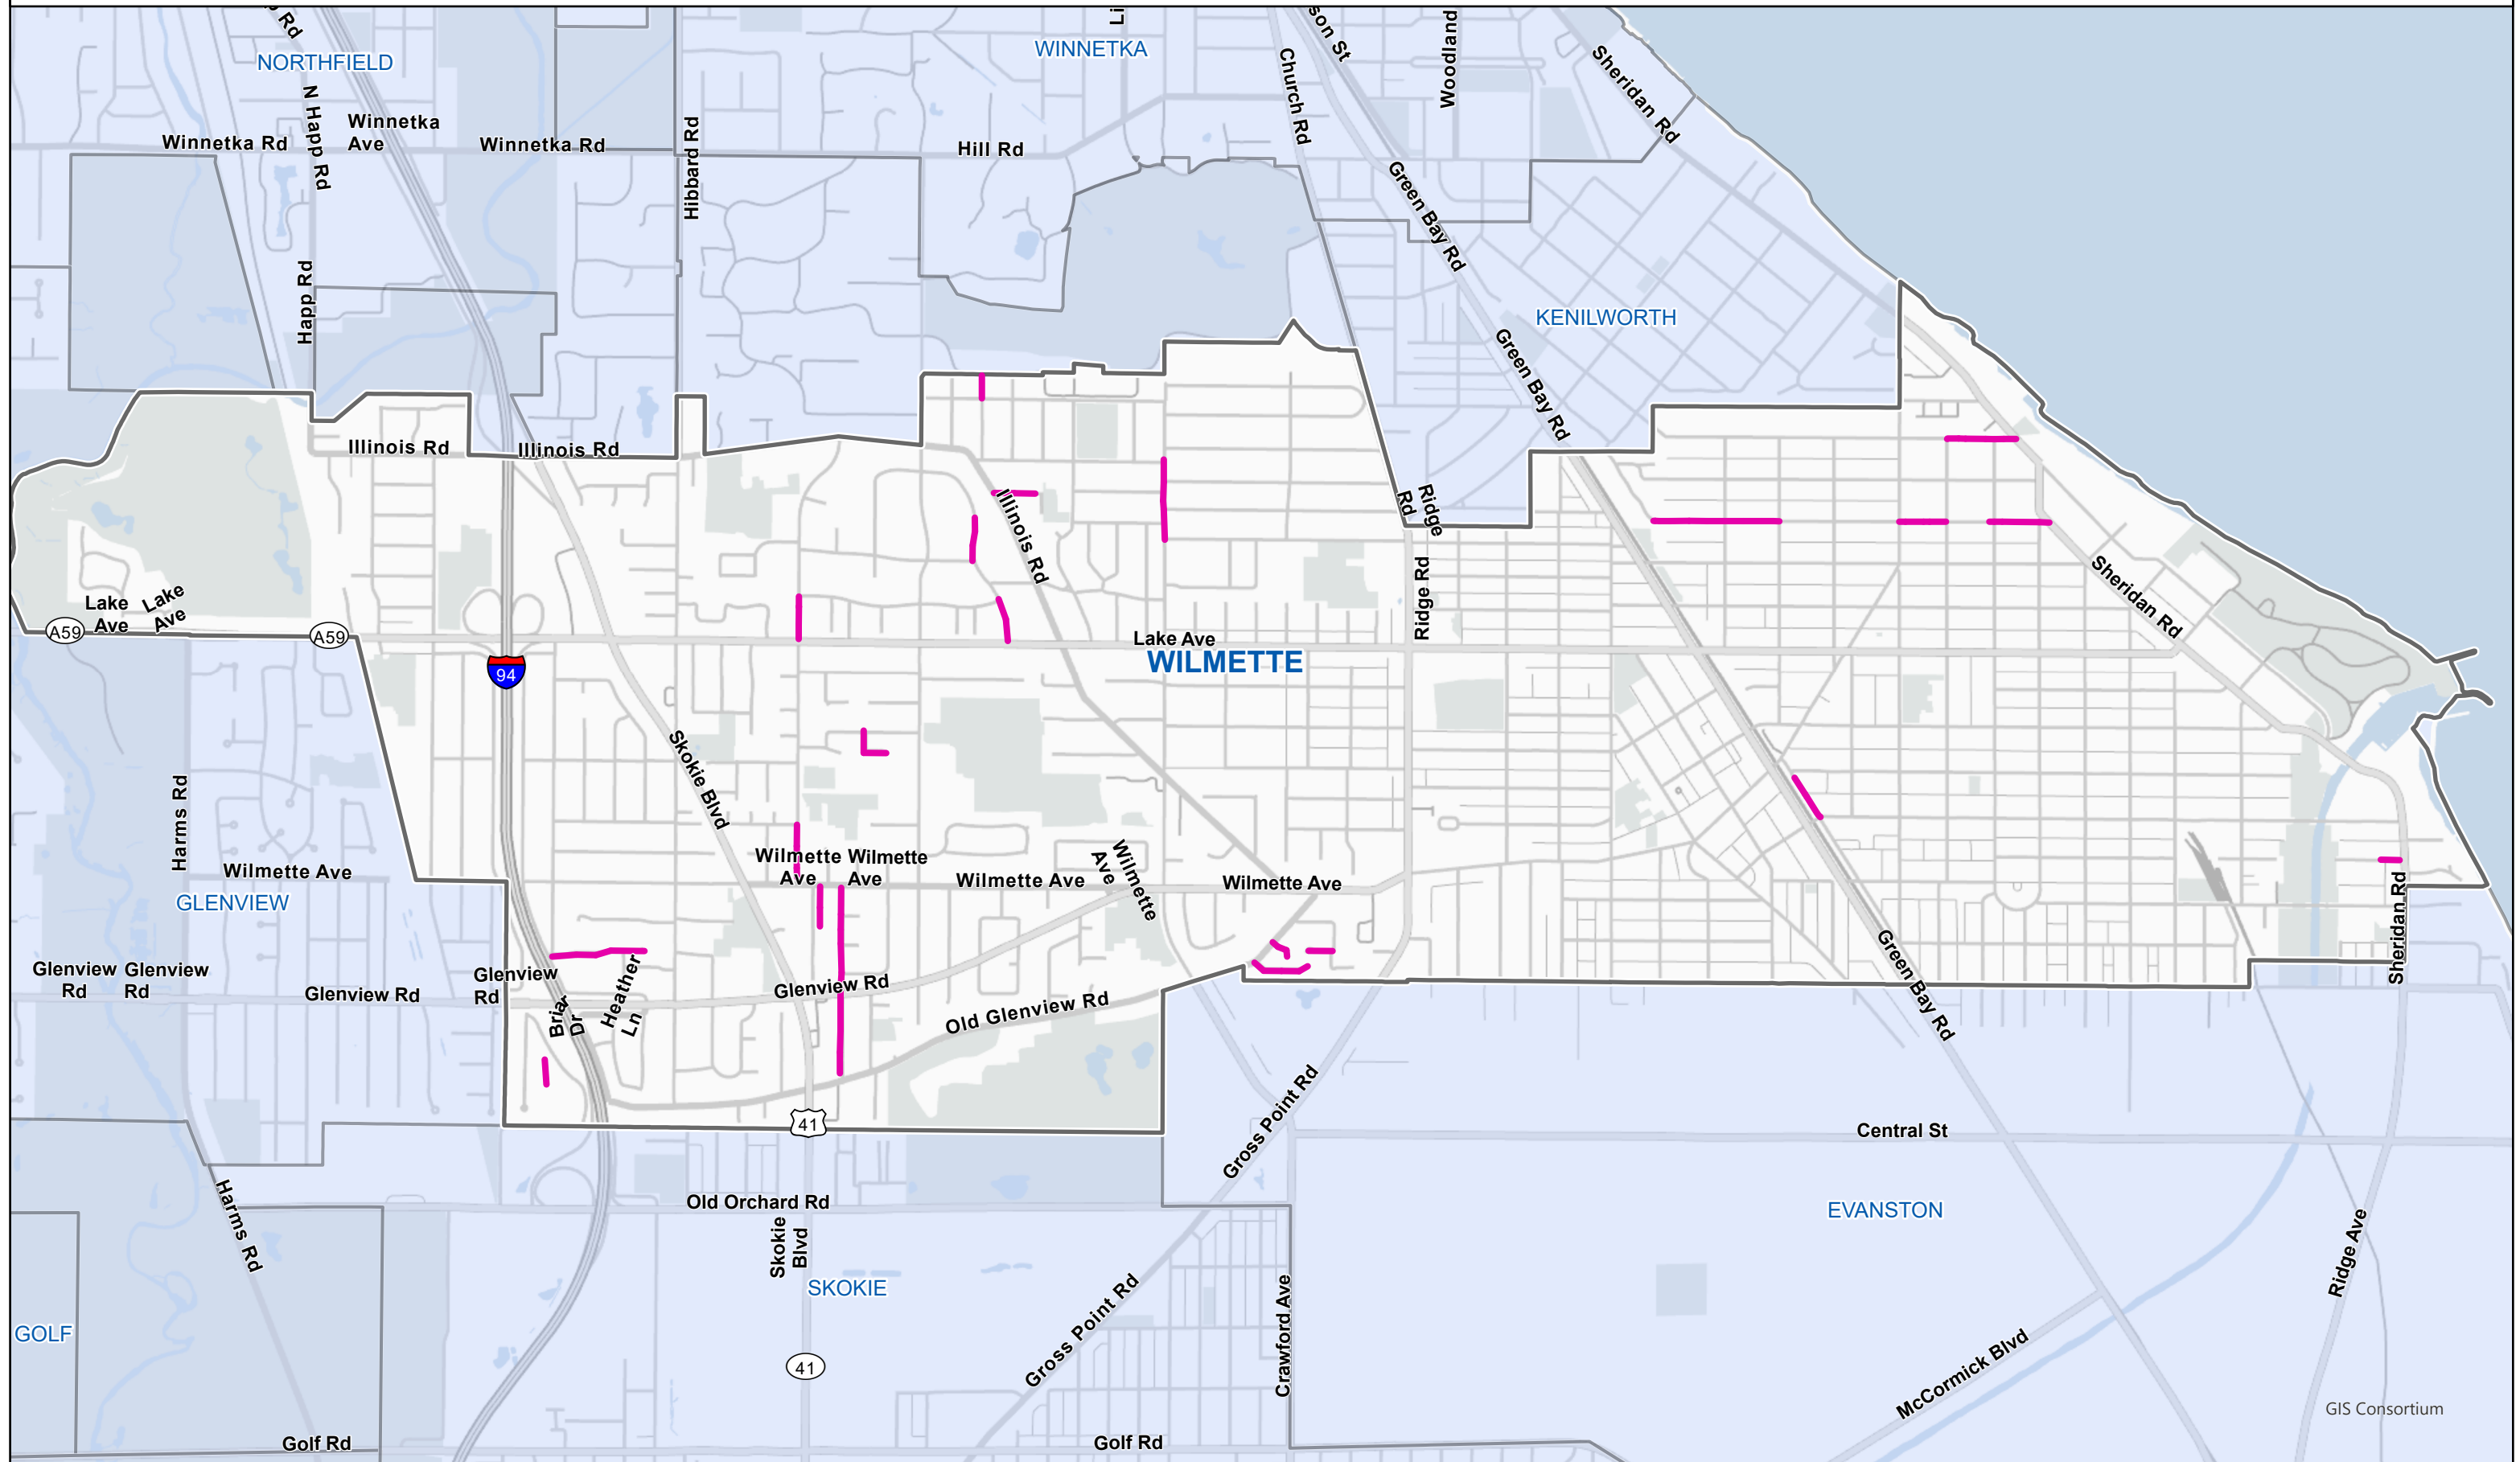 NORTHFIELD
WINNETKA
Church Rd
Woodland
Sheridan Rd
N Happ Rd
Winnetka
Ave
Winnetka Rd
Winnetka Rd
Hibbard Rd
Hill Rd
Green Bay Rd
Happ Rd
KENILWORTH
Green Bay Rd
Illinois Rd
Illinois Rd
Illinois Rd
Ridge
Rd
Ridge Rd
Sheridan Rd
Lake
Ave
Lake
Ave
A59
A59
Lake Ave
WILMETTE
94
Skokie Blvd
Harms Rd
Wilmette Ave
Wilmette
Ave
Wilmette
Ave
Wilmette Ave
Wilmette
Ave
Wilmette Ave
GLENVIEW
Sheridan Rd
Green Bay Rd
Glenview
Rd
Glenview
Rd
Glenview Rd
Glenview
Rd
Briar
Dr
Heather
Ln
Glenview Rd
Old Glenview Rd
41
Gross Point Rd
Central St
Harms Rd
Old Orchard Rd
Skokie
Blvd
EVANSTON
Ridge Ave
SKOKIE
GOLF
Gross Point Rd
Crawford Ave
41
McCormick Blvd
GIS Consortium
Golf Rd
Golf Rd